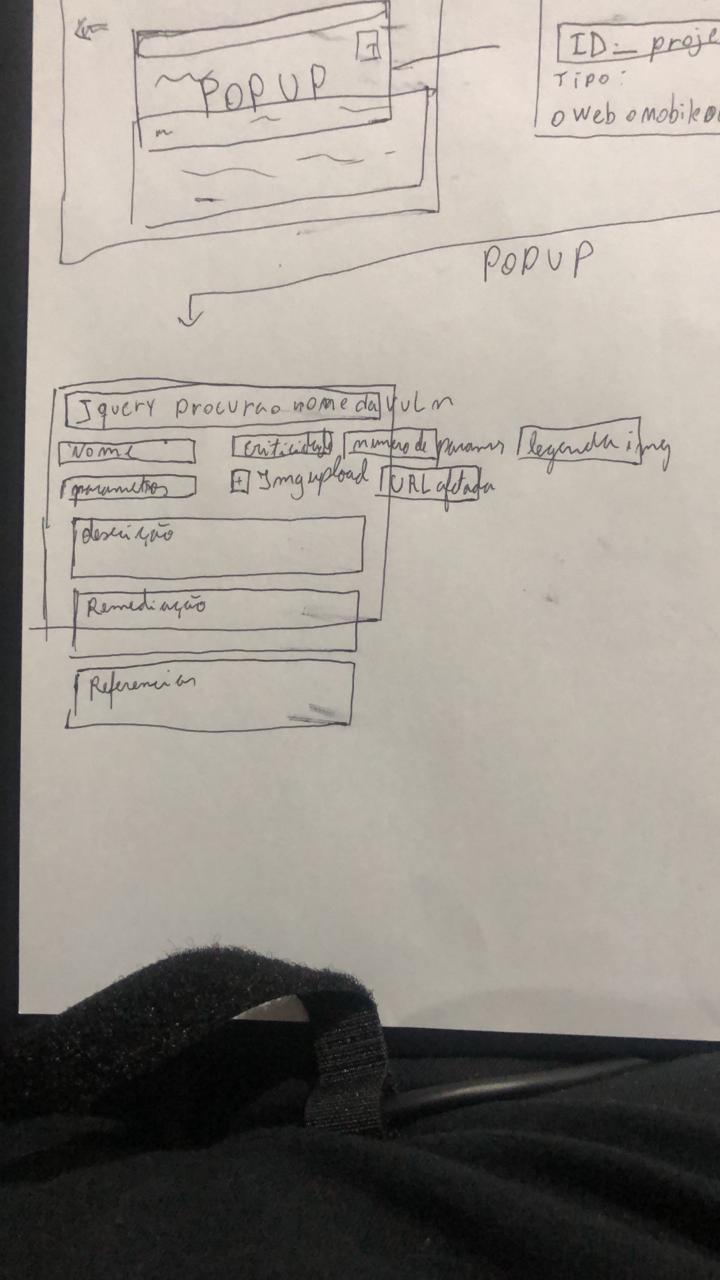 POPUP
ID: proje
Tipo:
o Web o mobile o
POPUP
Jquery procurao nome da vuln
Nome
criticidade
numero de params
legenda img
parametros
+ Img upload
URL afetada
descrição
Remediação
Referencias